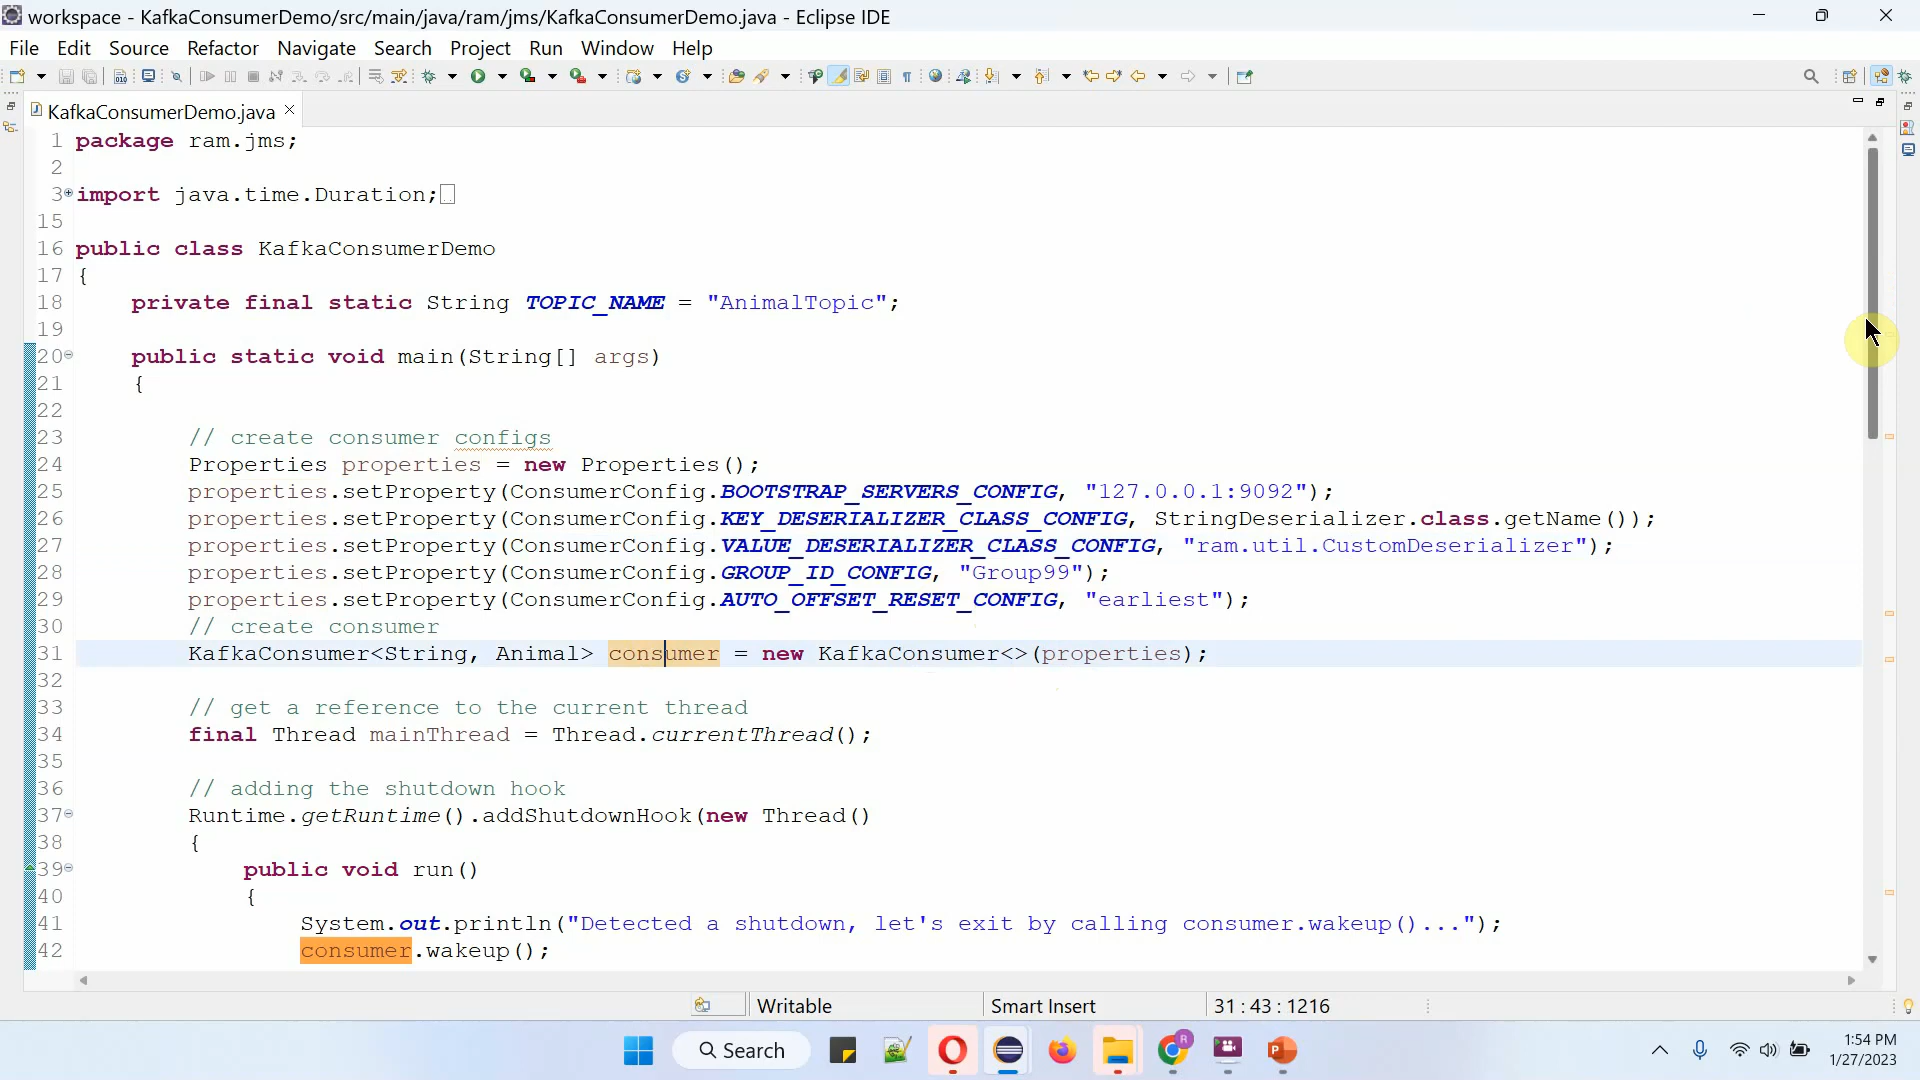 workspace - KafkaConsumerDemo/src/main/java/ram/jms/KafkaConsumerDemo.java - Eclipse IDE
File Edit Source Refactor Navigate Search Project Run Window Help
KafkaConsumerDemo.java
1 package ram.jms;
2
3 import java.time.Duration;
15
16 public class KafkaConsumerDemo
17 {
18 private final static String TOPIC_NAME = "AnimalTopic";
19
20 public static void main(String[] args)
21 {
22
23 // create consumer configs
24 Properties properties = new Properties();
25 properties.setProperty(ConsumerConfig.BOOTSTRAP_SERVERS_CONFIG, "127.0.0.1:9092");
26 properties.setProperty(ConsumerConfig.KEY_DESERIALIZER_CLASS_CONFIG, StringDeserializer.class.getName());
27 properties.setProperty(ConsumerConfig.VALUE_DESERIALIZER_CLASS_CONFIG, "ram.util.CustomDeserializer");
28 properties.setProperty(ConsumerConfig.GROUP_ID_CONFIG, "Group99");
29 properties.setProperty(ConsumerConfig.AUTO_OFFSET_RESET_CONFIG, "earliest");
30 // create consumer
31 KafkaConsumer<String, Animal> consumer = new KafkaConsumer<>(properties);
32
33 // get a reference to the current thread
34 final Thread mainThread = Thread.currentThread();
35
36 // adding the shutdown hook
37 Runtime.getRuntime().addShutdownHook(new Thread()
38 {
39 public void run()
40 {
41 System.out.println("Detected a shutdown, let's exit by calling consumer.wakeup()...");
42 consumer.wakeup();
Writable Smart Insert 31 : 43 : 1216
Search
R
1:54 PM
1/27/2023